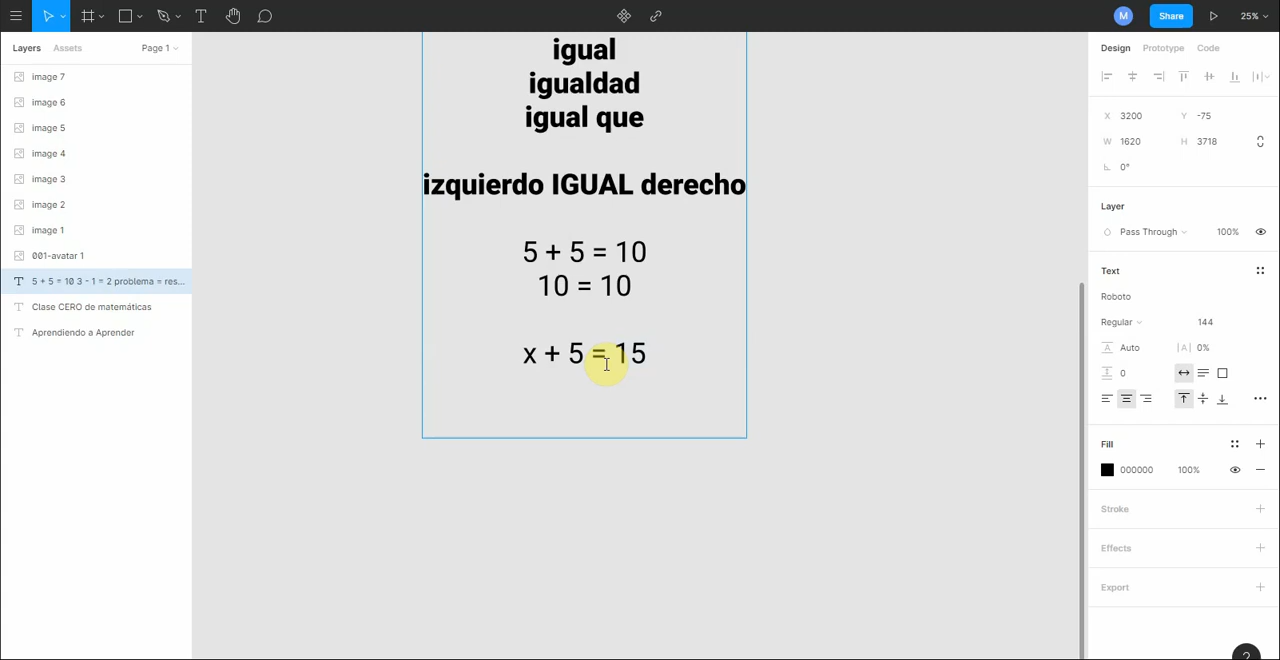 M
Share
25%
Layers
Assets
Page 1
image 7
image 6
image 5
image 4
image 3
image 2
image 1
001-avatar 1
5 + 5 = 10 3 - 1 = 2 problema = res...
Clase CERO de matemáticas
Aprendiendo a Aprender
igual
igualdad
igual que
izquierdo IGUAL derecho
5 + 5 = 10
10 = 10
x + 5 = 15
Design
Prototype
Code
X 3200
Y -75
W 1620
H 3718
0°
Layer
Pass Through
100%
Text
Roboto
Regular
144
A Auto
|A| 0%
0
Fill
000000
100%
Stroke
Effects
Export
?